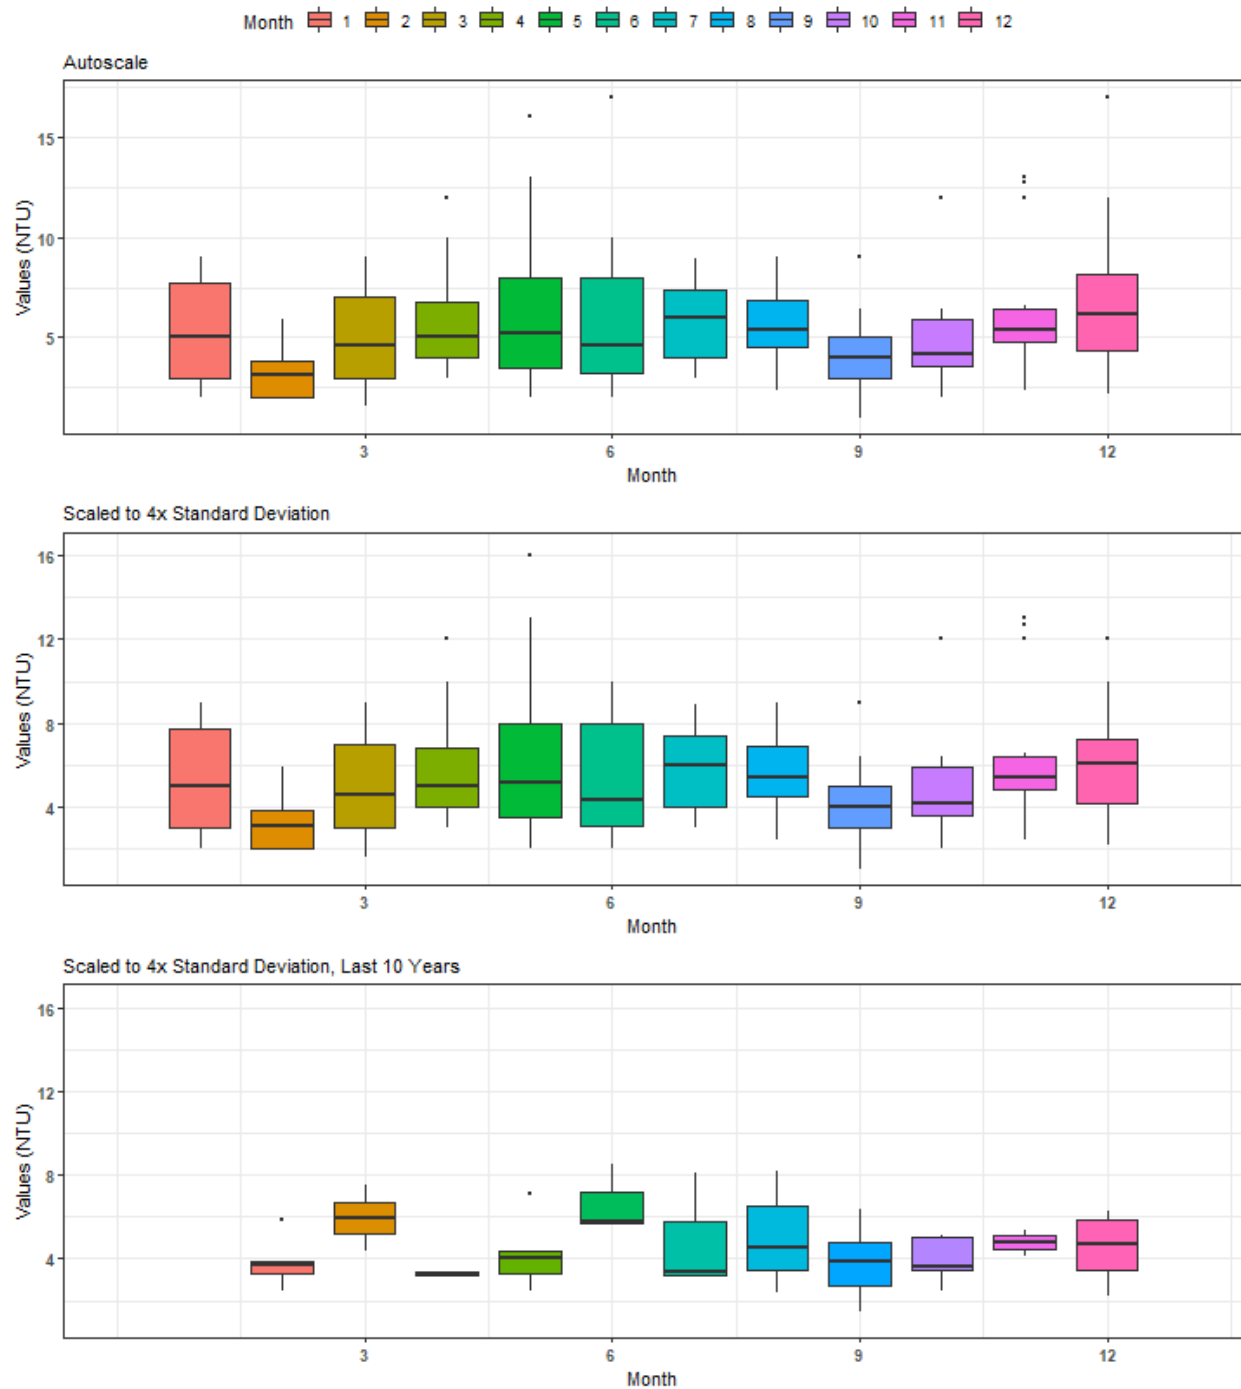 Month 1 2 3 4 5 6 7 8 9 10 11 12
Autoscale
15
10
5
Values (NTU)
3 6 9 12
Month
Scaled to 4x Standard Deviation
16
12
8
4
Values (NTU)
3 6 9 12
Month
Scaled to 4x Standard Deviation, Last 10 Years
16
12
8
4
Values (NTU)
3 6 9 12
Month